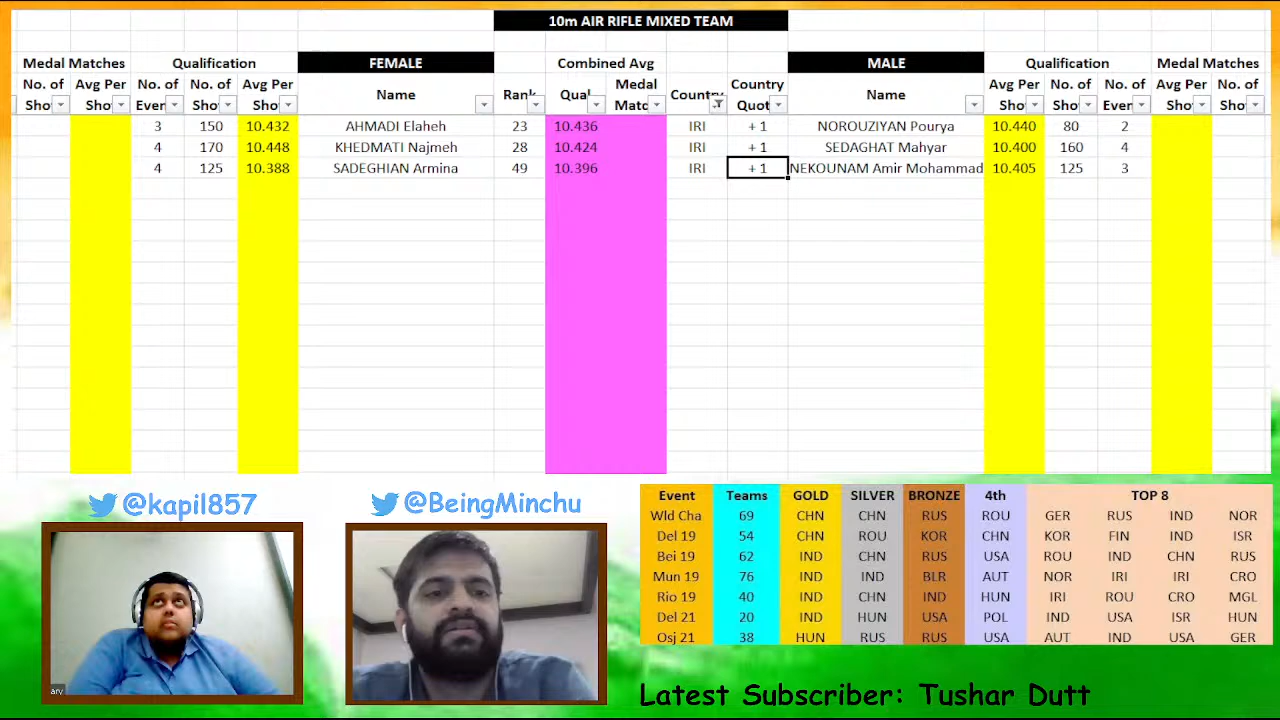 10m AIR RIFLE MIXED TEAM
Medal Matches Qualification FEMALE Combined Avg MALE Qualification Medal Matches
No. of Sho Avg Per Sho No. of Even No. of Sho Avg Per Sho Name Rank Qual Medal Matc Country Country Quot Name Avg Per Sho No. of Sho No. of Even Avg Per Sho No. of Sho
3 150 10.432 AHMADI Elaheh 23 10.436 IRI + 1 NOROUZIYAN Pourya 10.440 80 2
4 170 10.448 KHEDMATI Najmeh 28 10.424 IRI + 1 SEDAGHAT Mahyar 10.400 160 4
4 125 10.388 SADEGHIAN Armina 49 10.396 IRI + 1 NEKOUNAM Amir Mohammad 10.405 125 3
@kapil857 @BeingMinchu
ary
Event Teams GOLD SILVER BRONZE 4th TOP 8
Wld Cha 69 CHN CHN RUS ROU GER RUS IND NOR
Del 19 54 CHN ROU KOR CHN KOR FIN IND ISR
Bei 19 62 IND CHN RUS USA ROU IND CHN RUS
Mun 19 76 IND IND BLR AUT NOR IRI IRI CRO
Rio 19 40 IND CHN IND HUN IRI ROU CRO MGL
Del 21 20 IND HUN USA POL IND USA ISR HUN
Osj 21 38 HUN RUS RUS USA AUT IND USA GER
Latest Subscriber: Tushar Dutt